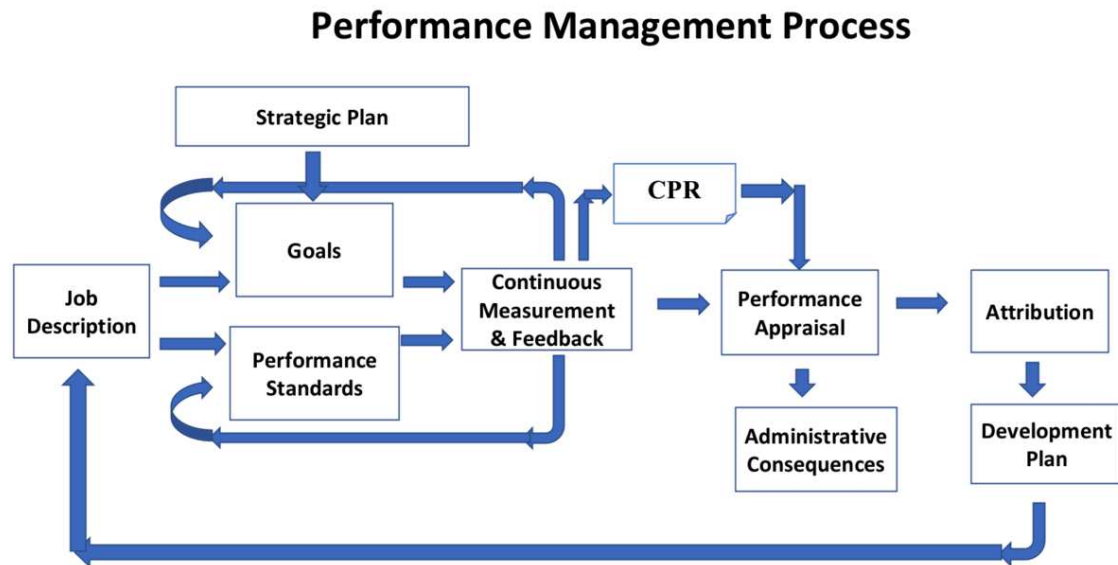 Performance Management Process
Strategic Plan
CPR
Goals
Job
Description
Continuous
Measurement
& Feedback
Performance
Appraisal
Attribution
Performance
Standards
Administrative
Consequences
Development
Plan